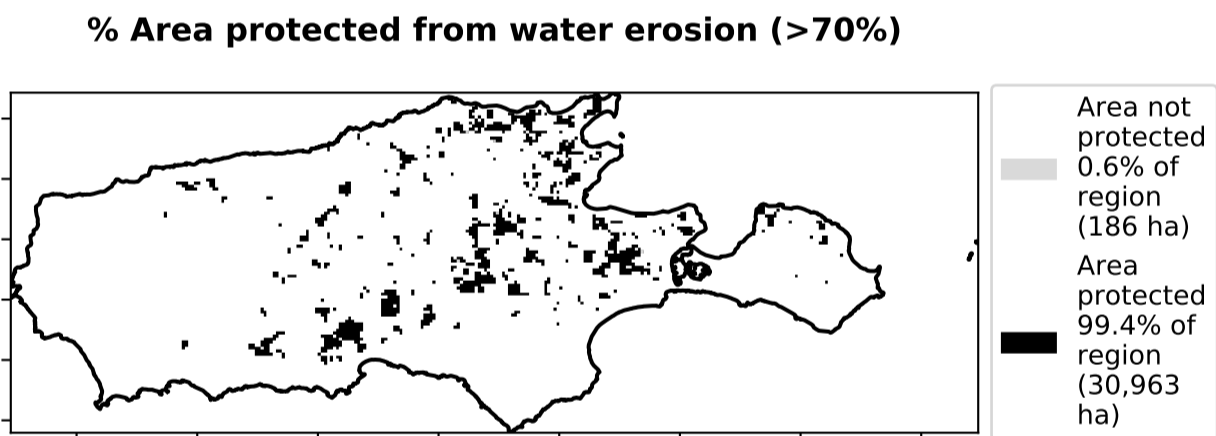 % Area protected from water erosion (>70%)
Area not
protected
0.6% of
region
(186 ha)
Area
protected
99.4% of
region
(30,963
ha)